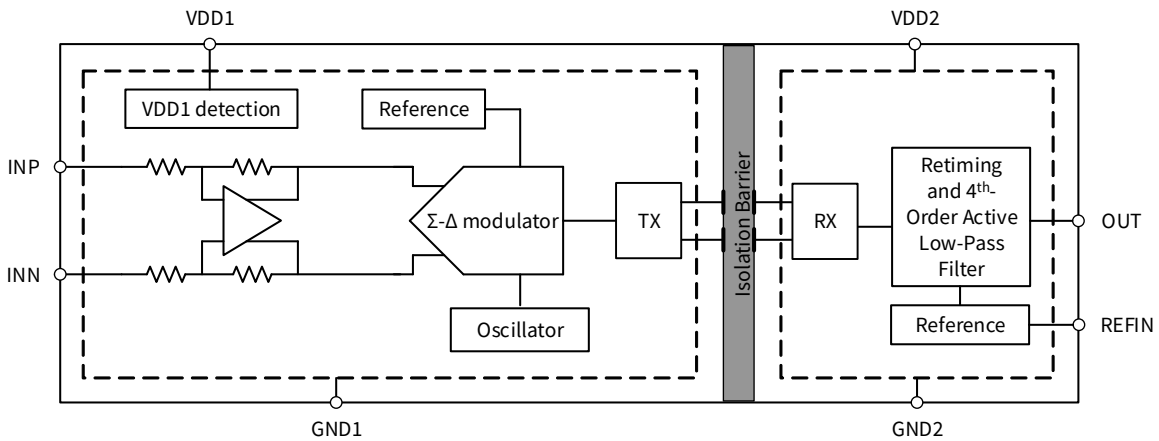 VDD1
VDD2
VDD1 detection
Reference
INP
INN
Σ-Δ modulator
Oscillator
TX
Isolation Barrier
RX
Retiming
and 4th-
Order Active
Low-Pass
Filter
Reference
OUT
REFIN
GND1
GND2